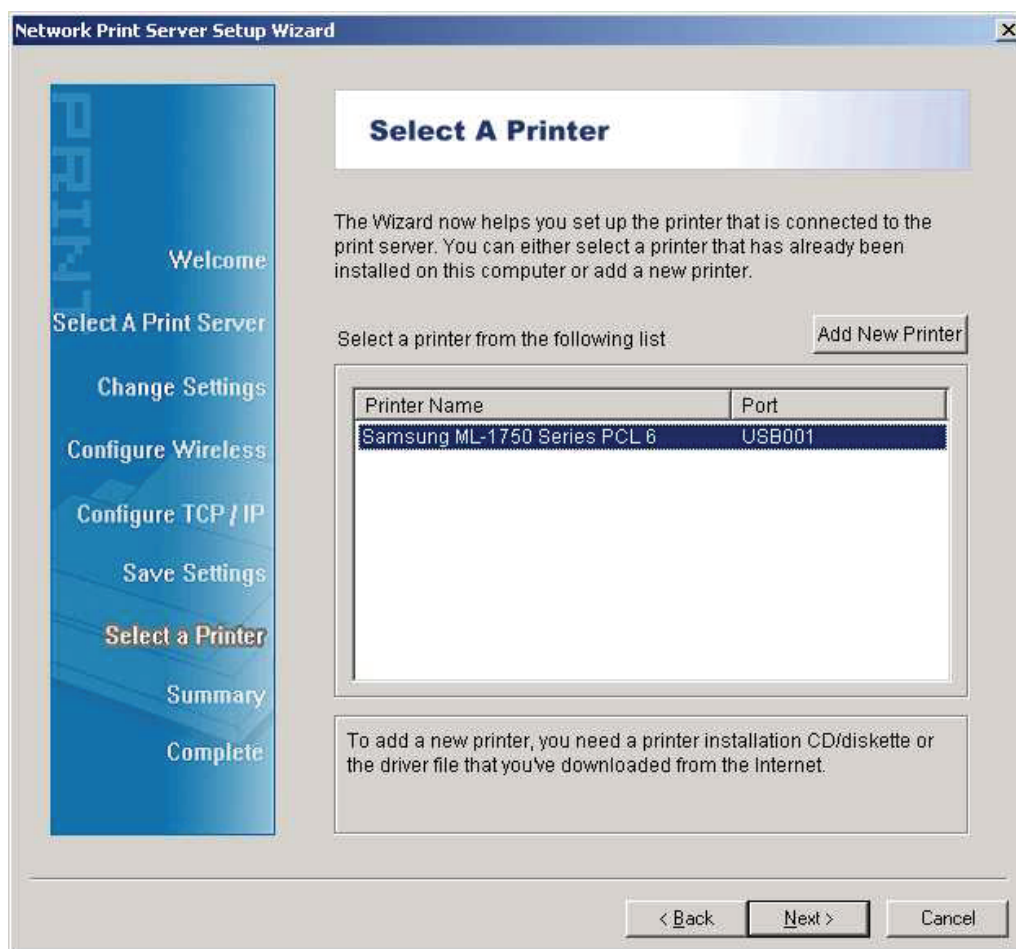 Network Print Server Setup Wizard
PRINT
Welcome
Select A Print Server
Change Settings
Configure Wireless
Configure TCP / IP
Save Settings
Select a Printer
Summary
Complete
Select A Printer
The Wizard now helps you set up the printer that is connected to the
print server. You can either select a printer that has already been
installed on this computer or add a new printer.
Select a printer from the following list
Add New Printer
Printer Name Port
Samsung ML-1750 Series PCL 6 USB001
To add a new printer, you need a printer installation CD/diskette or
the driver file that you've downloaded from the Internet.
< Back Next > Cancel